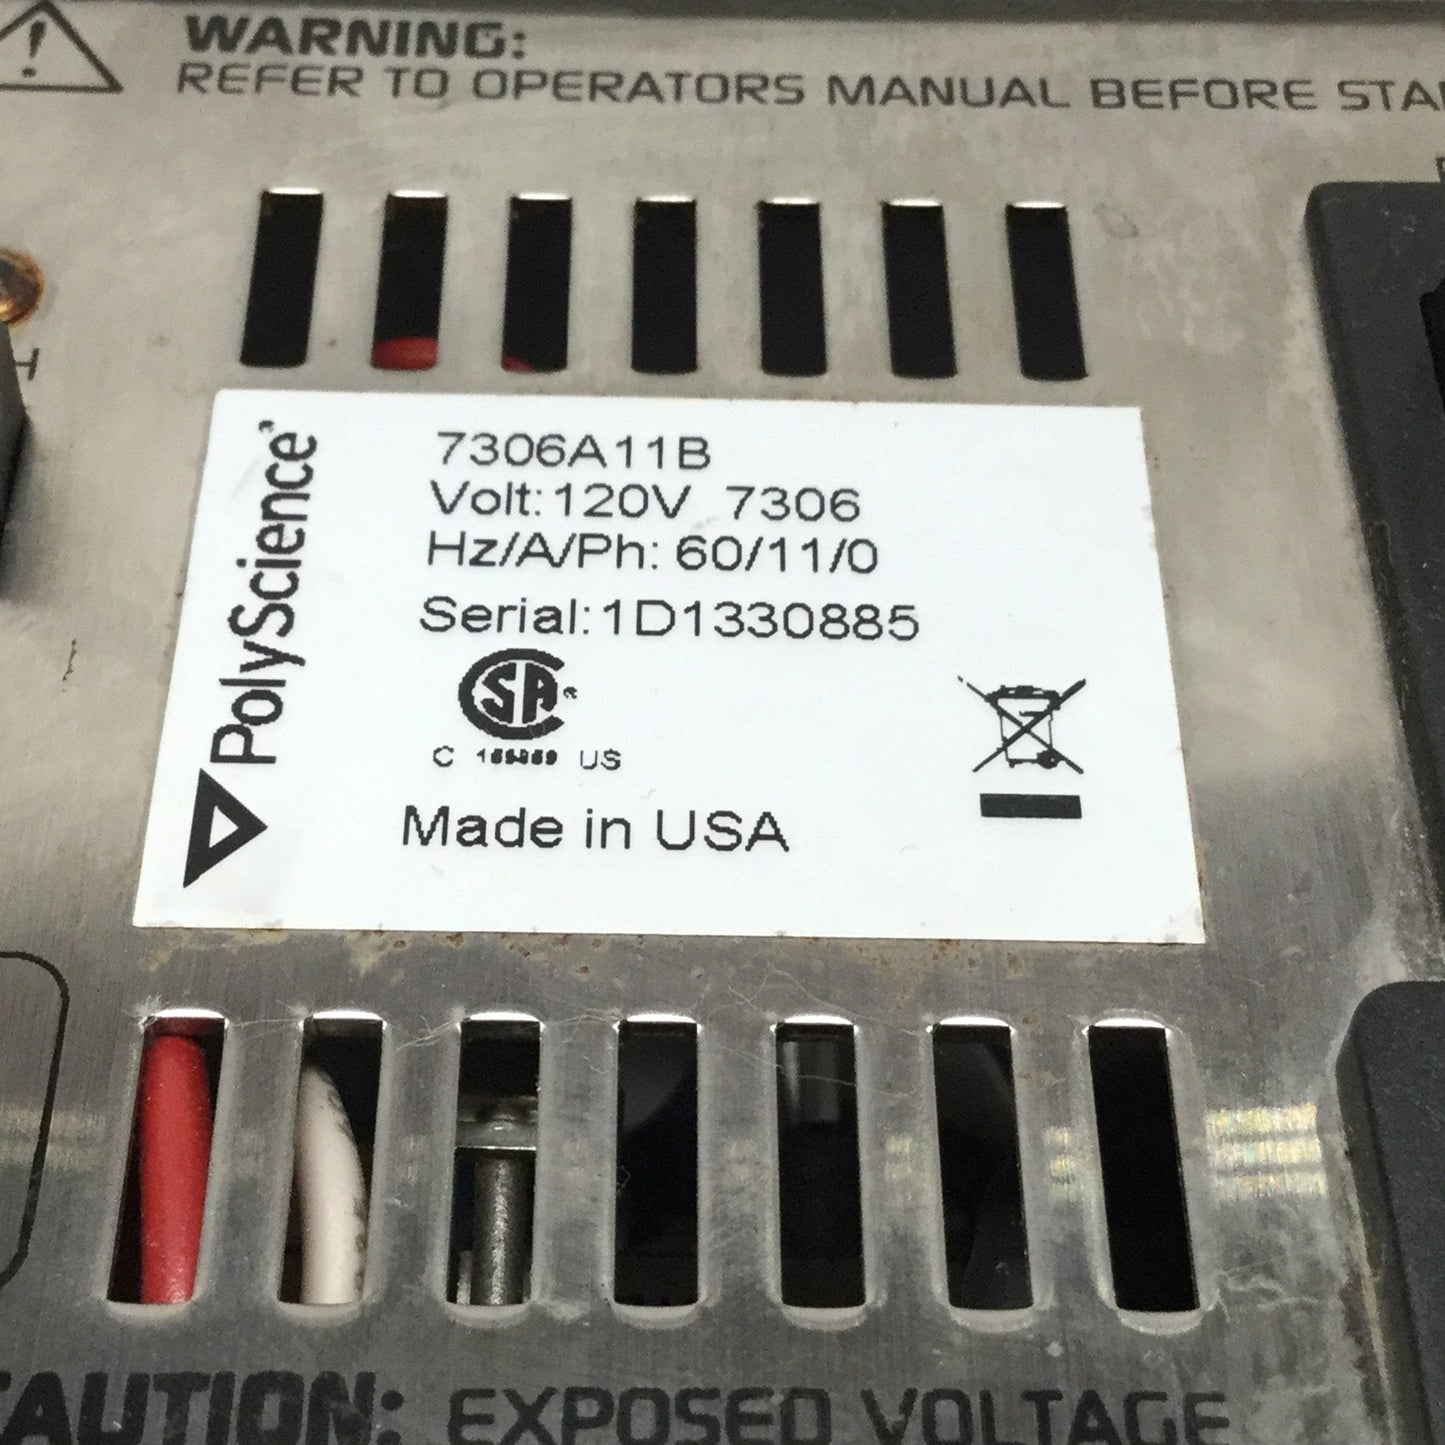 WARNING:
REFER TO OPERATORS MANUAL BEFORE
PolyScience
7306A11B
Volt: 120V 7306
Hz/A/Ph: 60/11/0
Serial: 1D1330885
C US
Made in USA
CAUTION: EXPOSED VOLTAGE